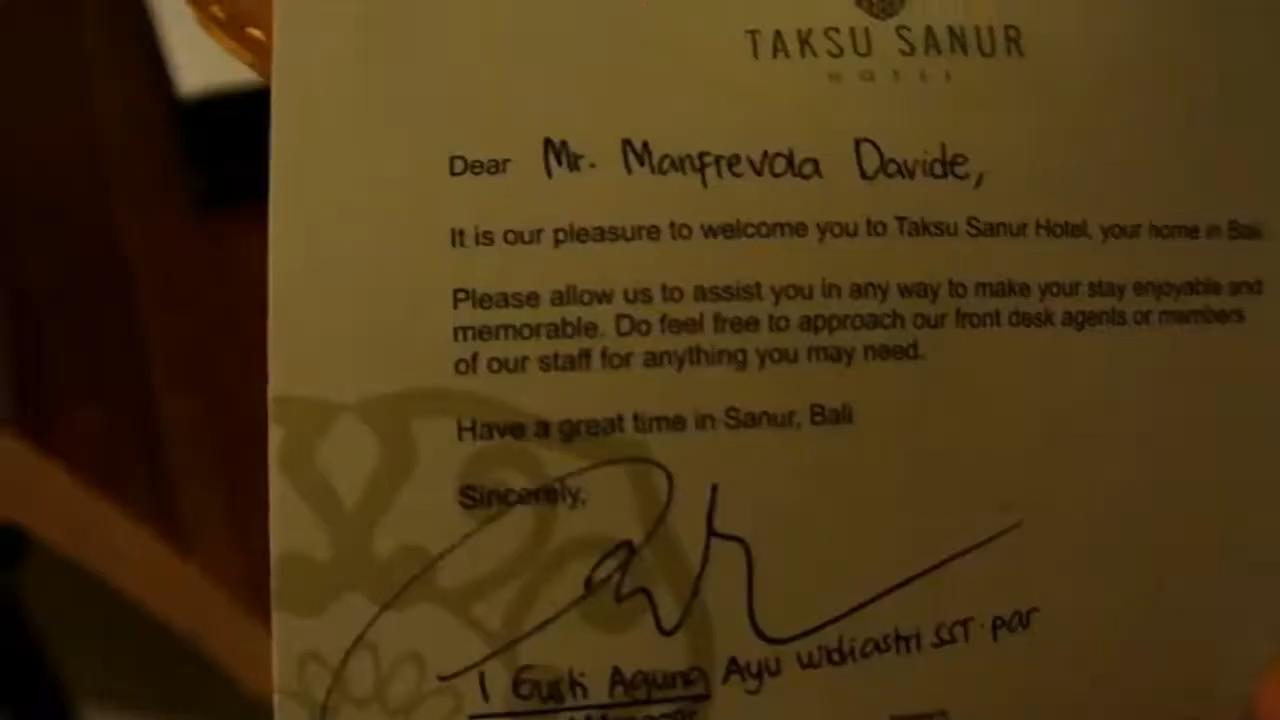 TAKSU SANUR
HOTEL
Dear Mr. Manfrevola Davide,
It is our pleasure to welcome you to Taksu Sanur Hotel, your home in Bali
Please allow us to assist you in any way to make your stay enjoyable and
memorable. Do feel free to approach our front desk agents or members
of our staff for anything you may need.
Have a great time in Sanur, Bali
Sincerely,
I Gusti Agung Ayu Widiastri SST.par
Manager